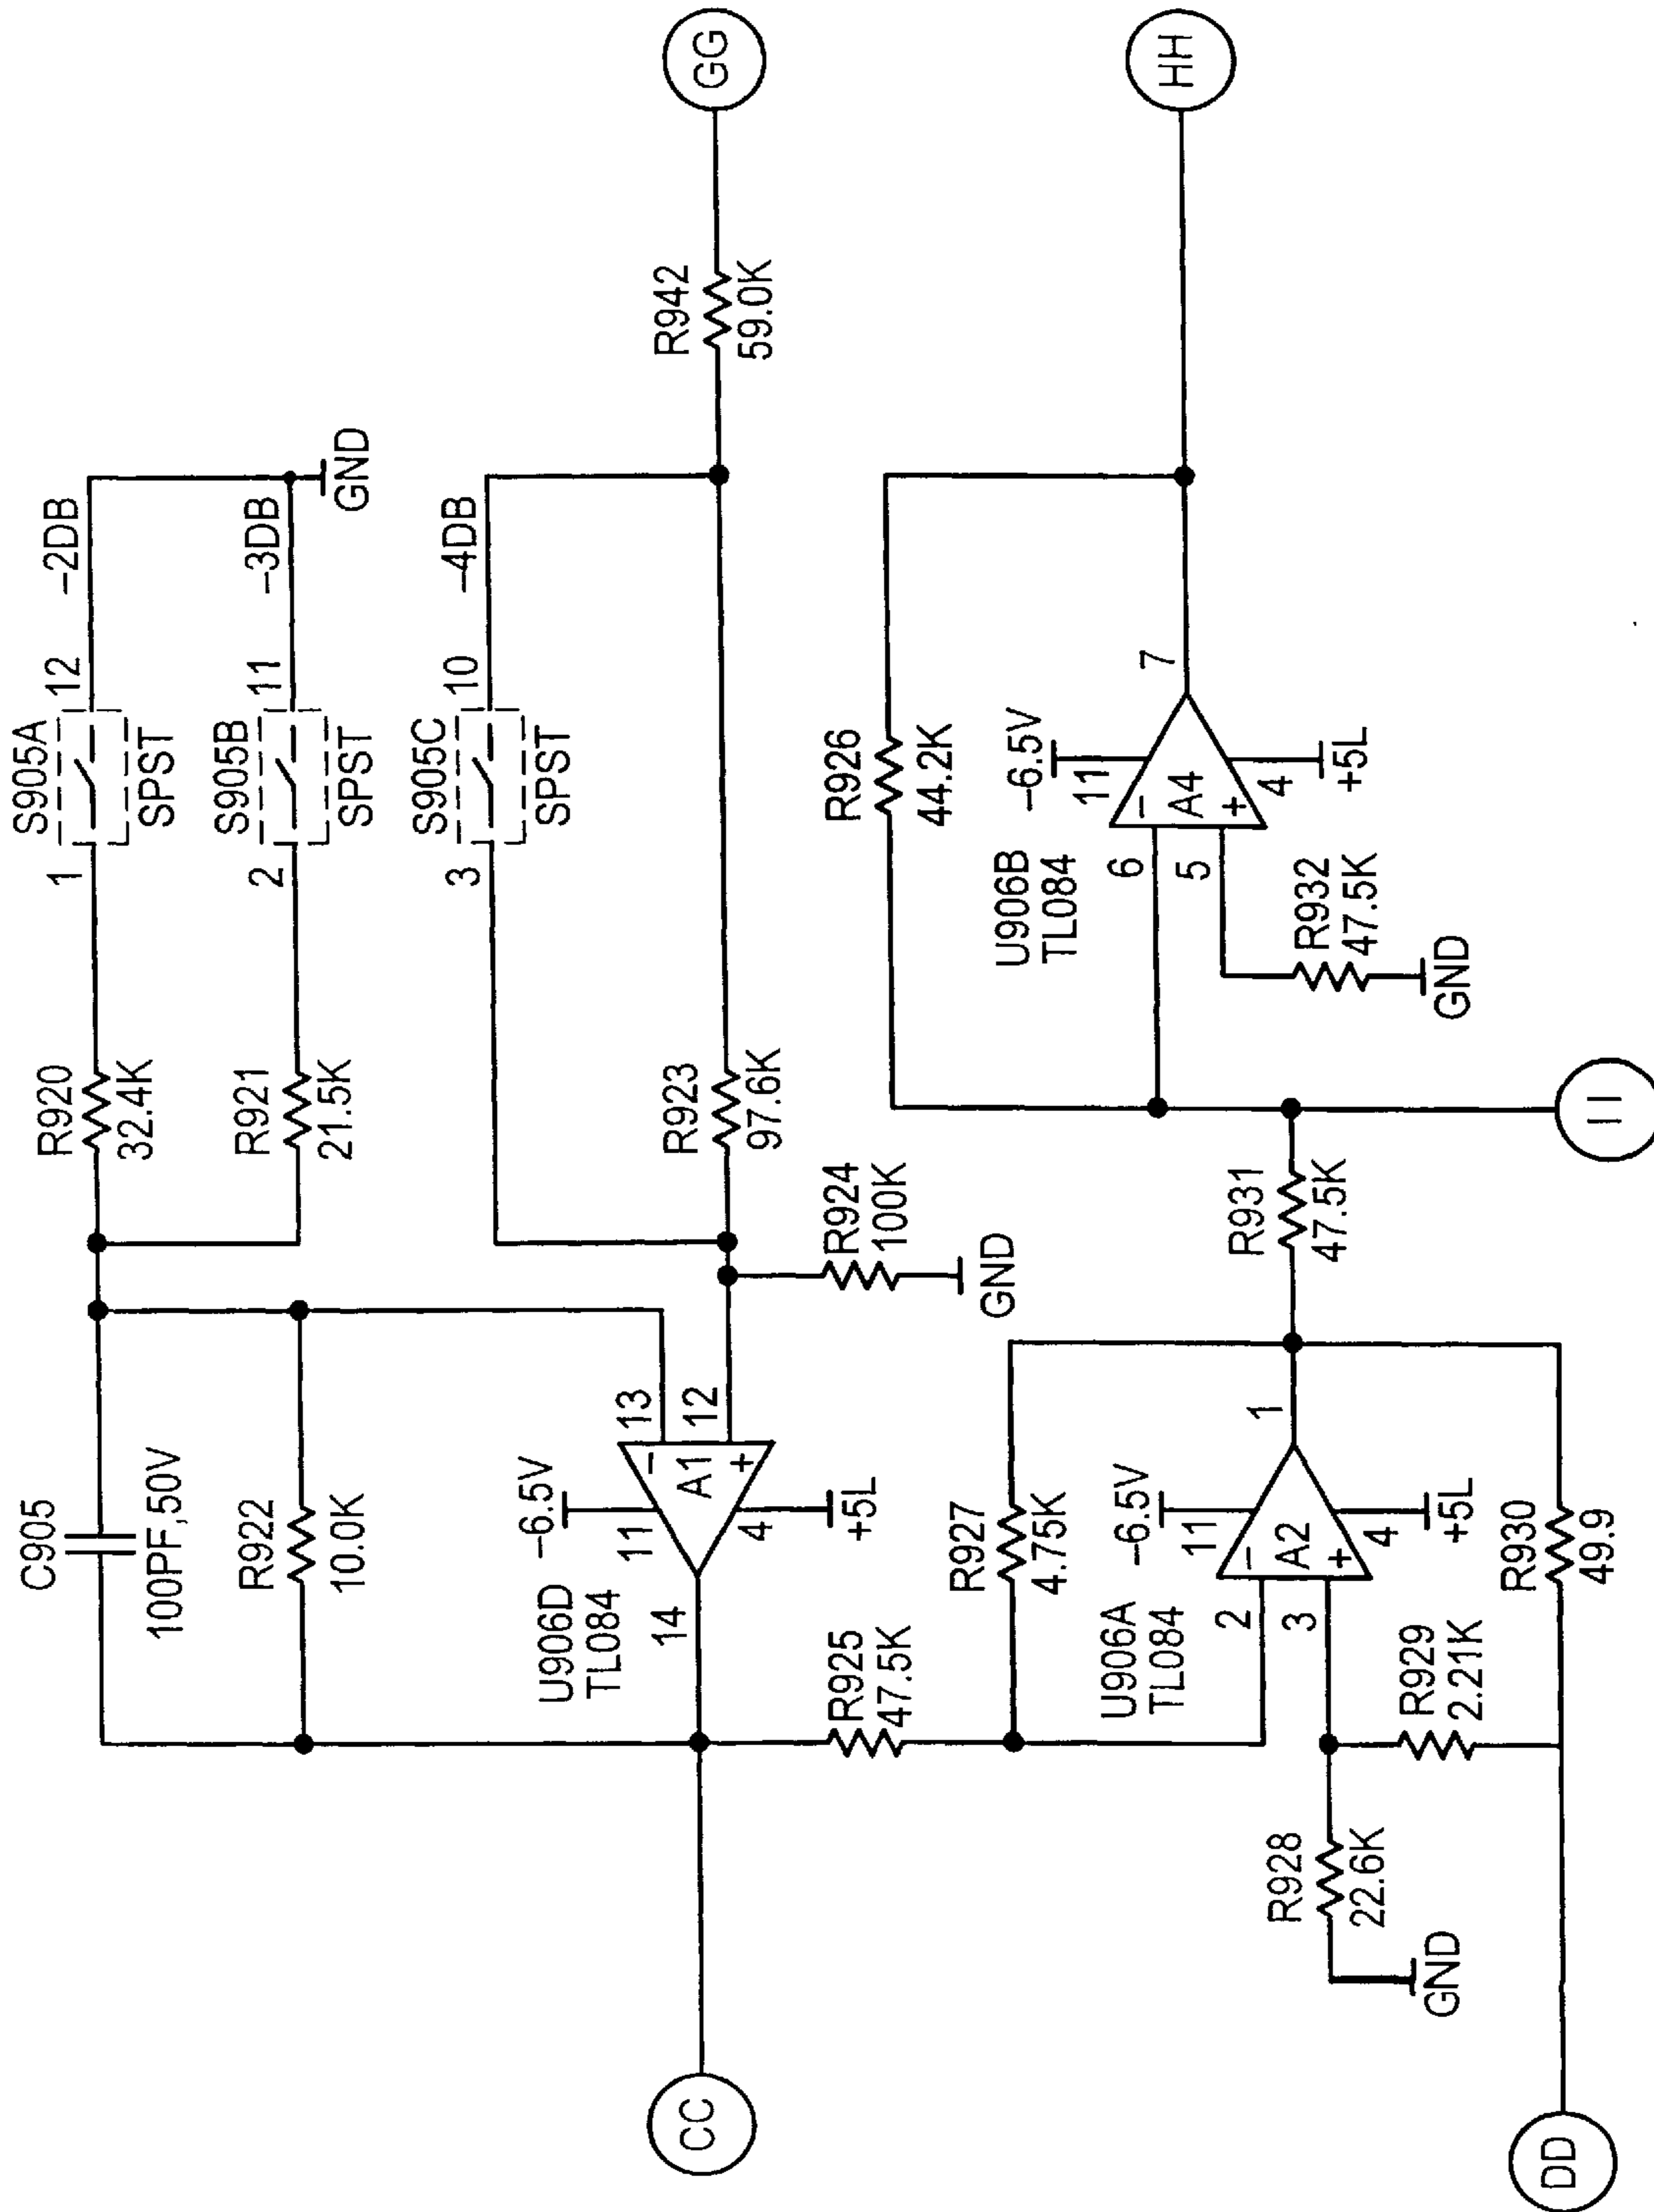 S905A
1
12
-2DB
SPST
R920
32.4K
S905B
2
11
-3DB
SPST
GND
R921
21.5K
C905
100PF,50V
R922
10.0K
S905C
3
10
-4DB
SPST
R942
59.0K
GG
R923
97.6K
R924
100K
GND
-6.5V
11
13
A1
12
4
+5L
U906D
TL084
14
CC
R925
47.5K
R926
44.2K
-6.5V
11
U906B
TL084
6
5
-
A4
+
7
4
+5L
HH
R932
47.5K
GND
R927
4.75K
-6.5V
11
U906A
TL084
2
3
-
A2
+
1
4
+5L
R931
47.5K
II
R928
22.6K
GND
R929
2.21K
R930
49.9
DD